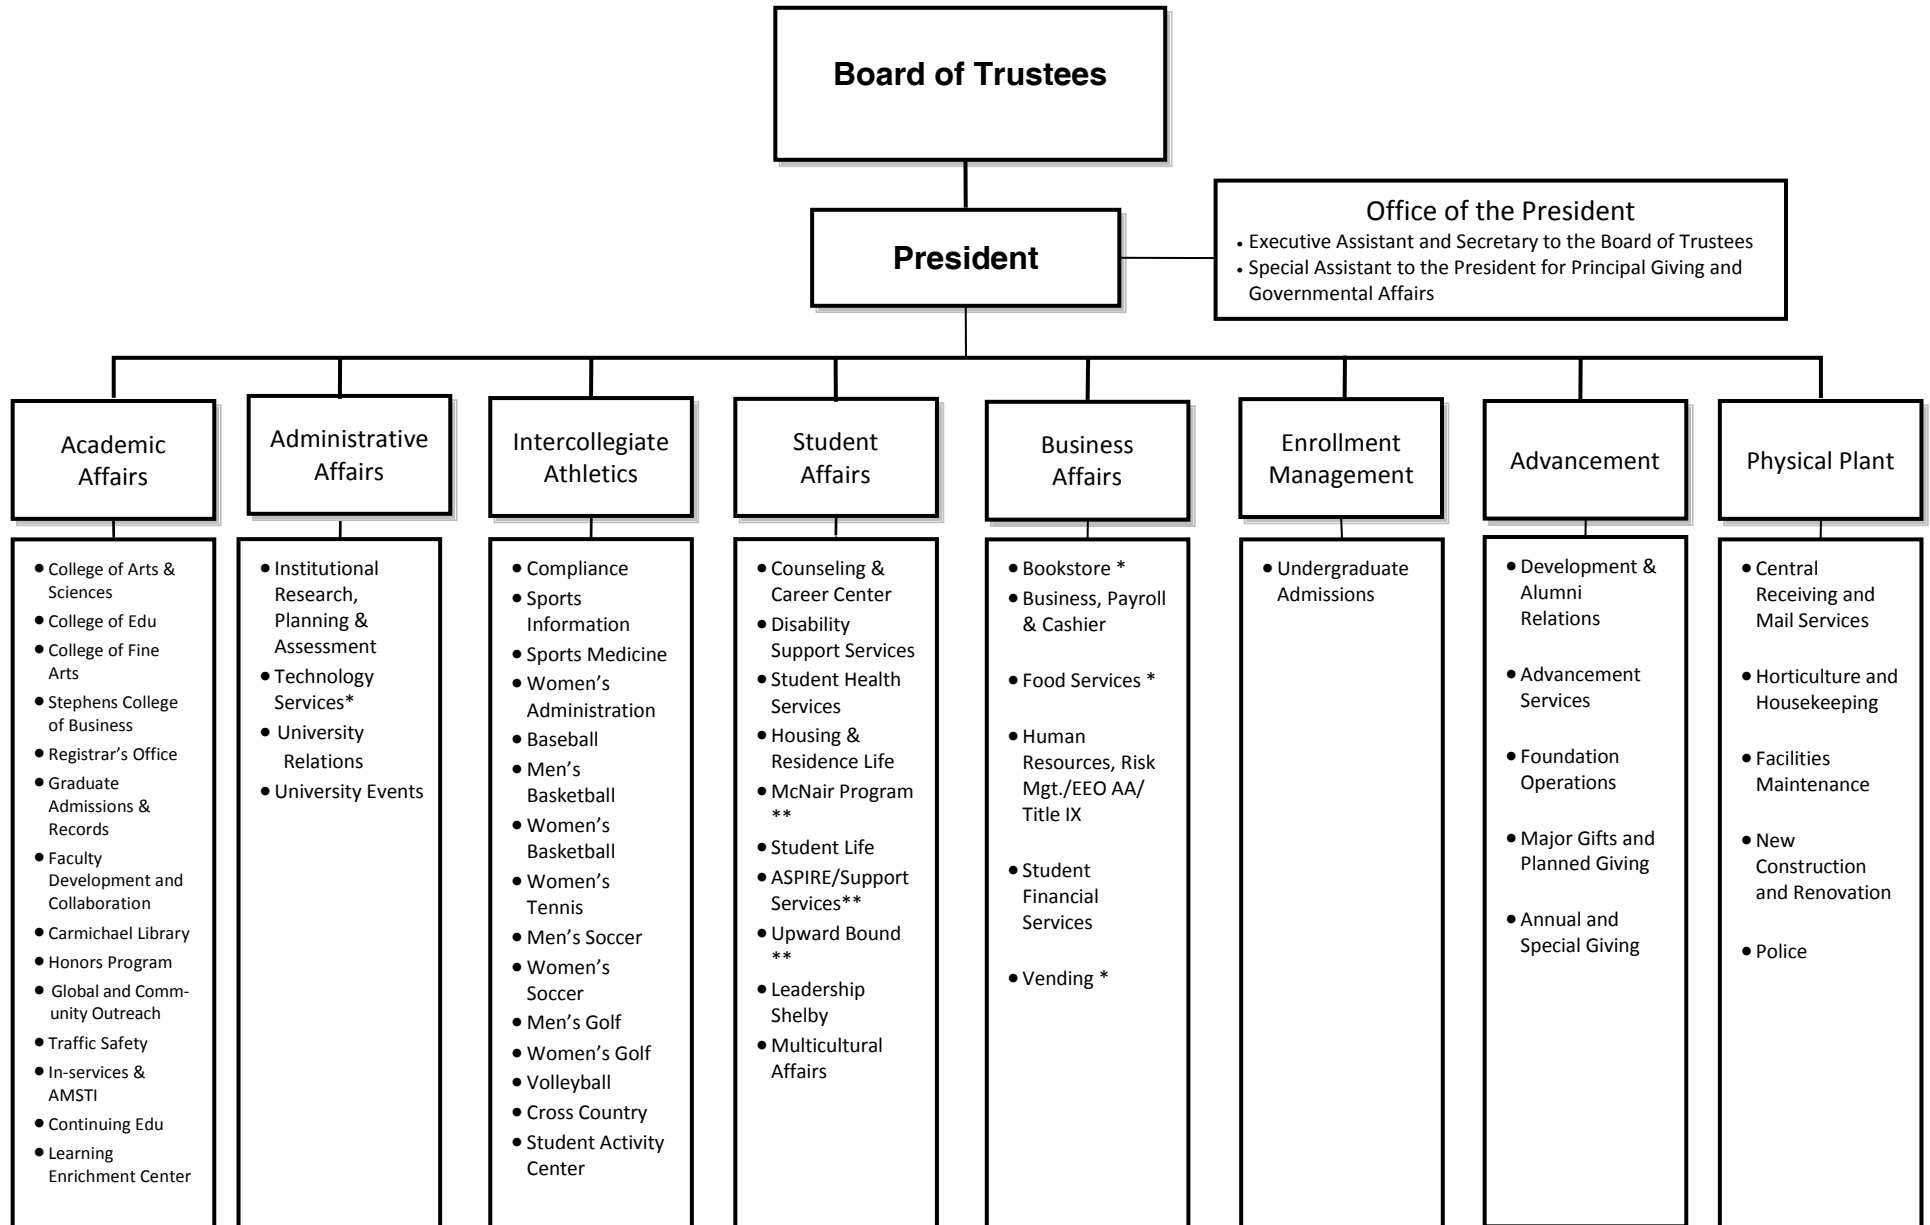 Board of Trustees
President
Office of the President
• Executive Assistant and Secretary to the Board of Trustees
• Special Assistant to the President for Principal Giving and
Governmental Affairs
Academic
Affairs
• College of Arts &
Sciences
• College of Edu
• College of Fine
Arts
• Stephens College
of Business
• Registrar's Office
• Graduate
Admissions &
Records
• Faculty
Development and
Collaboration
• Carmichael Library
• Honors Program
• Global and Comm-
unity Outreach
• Traffic Safety
• In-services &
AMSTI
• Continuing Edu
• Learning
Enrichment Center
Administrative
Affairs
• Institutional
Research,
Planning &
Assessment
• Technology
Services*
• University
Relations
• University Events
Intercollegiate
Athletics
• Compliance
• Sports
Information
• Sports Medicine
• Women's
Administration
• Baseball
• Men's
Basketball
• Women's
Basketball
• Women's
Tennis
• Men's Soccer
• Women's
Soccer
• Men's Golf
• Women's Golf
• Volleyball
• Cross Country
• Student Activity
Center
Student
Affairs
• Counseling &
Career Center
• Disability
Support Services
• Student Health
Services
• Housing &
Residence Life
• McNair Program
**
• Student Life
• ASPIRE/Support
Services**
• Upward Bound
**
• Leadership
Shelby
• Multicultural
Affairs
Business
Affairs
• Bookstore *
• Business, Payroll
& Cashier
• Food Services *
• Human
Resources, Risk
Mgt./EEO AA/
Title IX
• Student
Financial
Services
• Vending *
Enrollment
Management
• Undergraduate
Admissions
Advancement
• Development &
Alumni
Relations
• Advancement
Services
• Foundation
Operations
• Major Gifts and
Planned Giving
• Annual and
Special Giving
Physical Plant
• Central
Receiving and
Mail Services
• Horticulture and
Housekeeping
• Facilities
Maintenance
• New
Construction
and Renovation
• Police